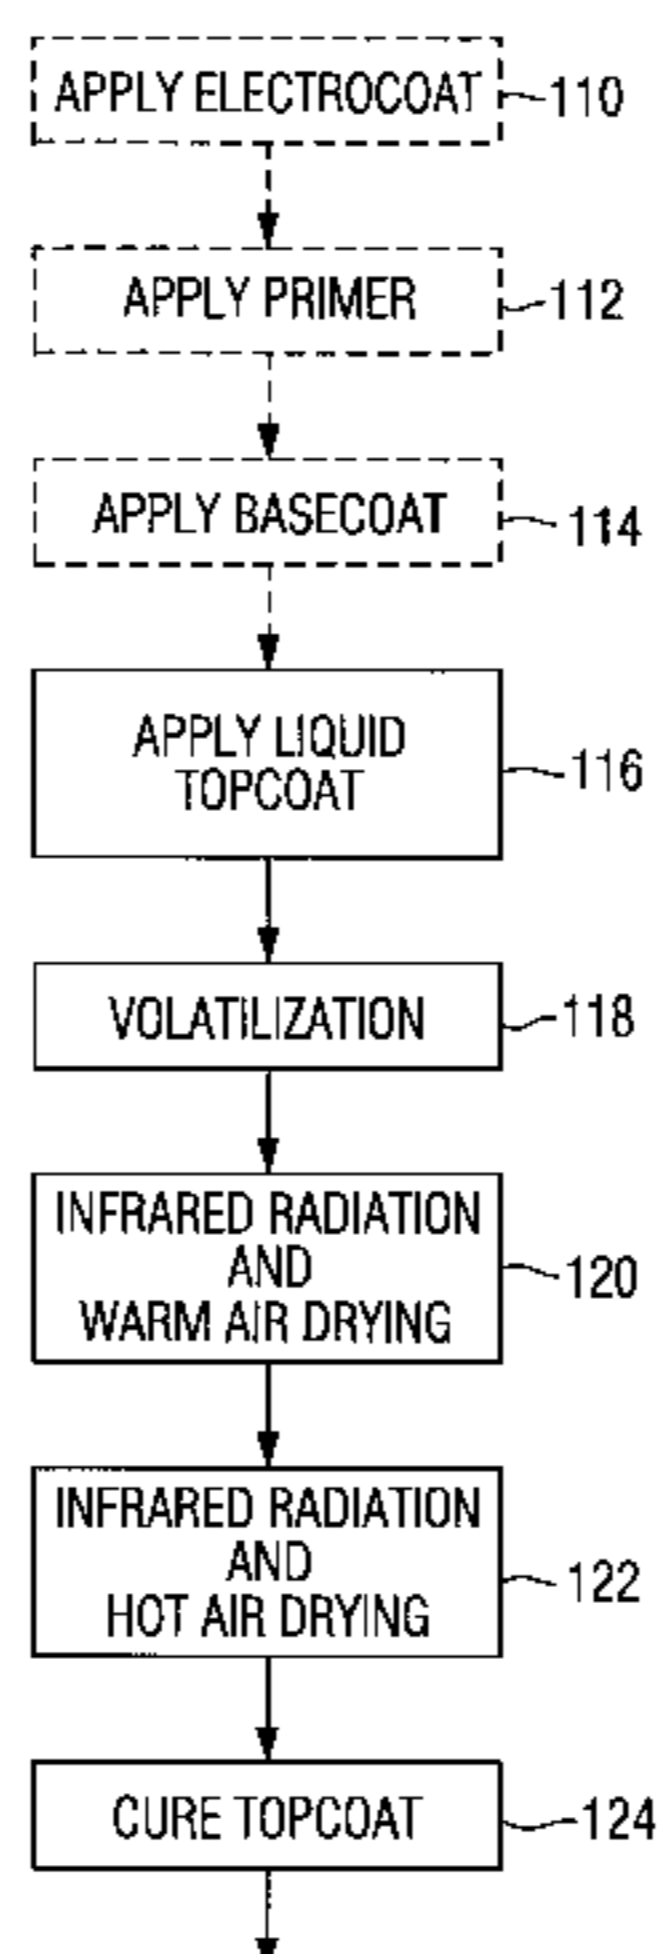 APPLY ELECTROCOAT 110
APPLY PRIMER 112
APPLY BASECOAT 114
APPLY LIQUID
TOPCOAT 116
VOLATILIZATION 118
INFRARED RADIATION
AND
WARM AIR DRYING 120
INFRARED RADIATION
AND
HOT AIR DRYING 122
CURE TOPCOAT 124